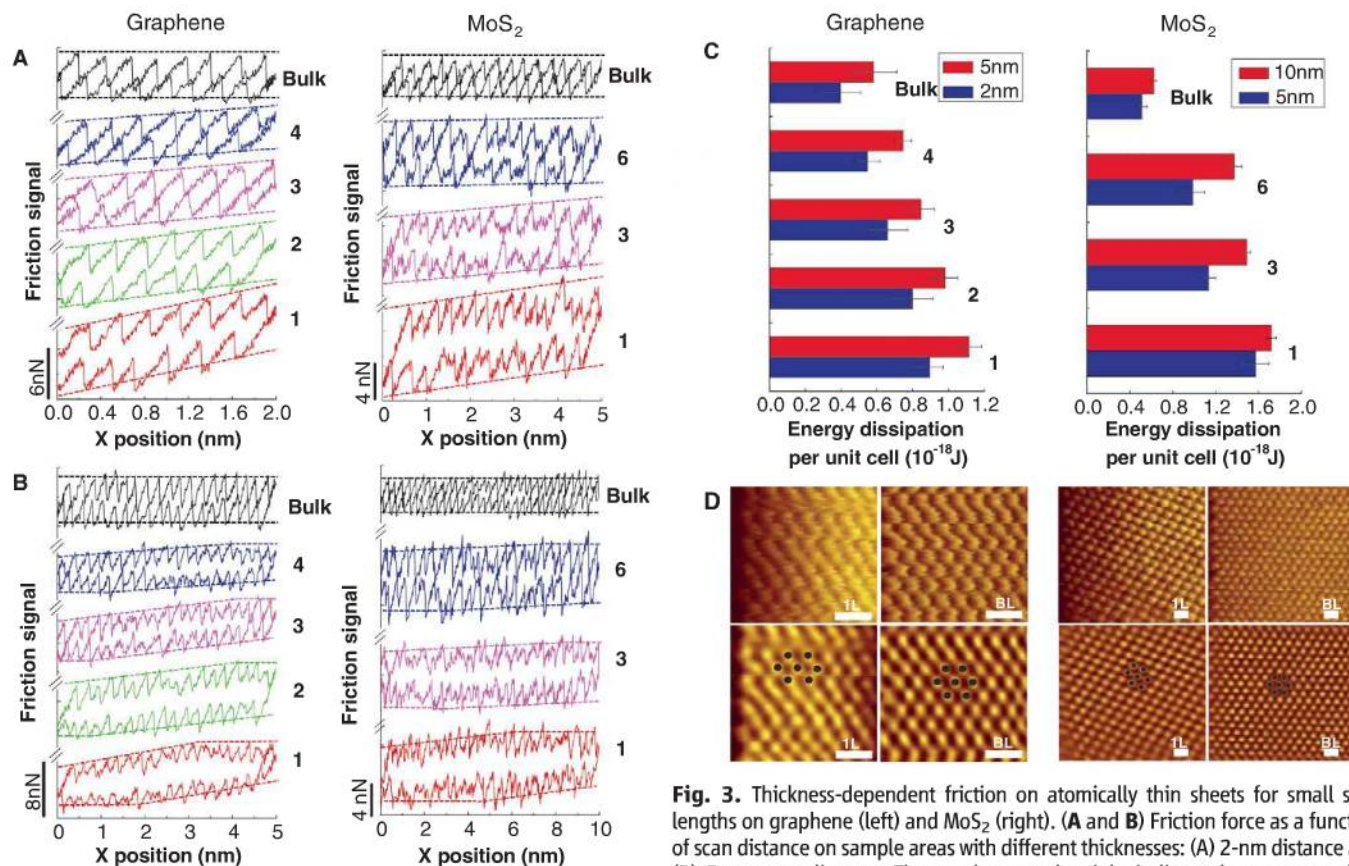 Graphene
MoS₂
A
Friction signal
Bulk
4
3
2
1
6nN
0.0 0.4 0.8 1.2 1.6 2.0
X position (nm)
Friction signal
Bulk
6
3
1
4 nN
0 1 2 3 4 5
X position (nm)
B
Friction signal
Bulk
4
3
2
1
8nN
0 1 2 3 4 5
X position (nm)
Friction signal
Bulk
6
3
1
4 nN
0 2 4 6 8 10
X position (nm)
Graphene
MoS₂
C
5nm
2nm
Bulk
4
3
2
1
0.0 0.2 0.4 0.6 0.8 1.0 1.2
Energy dissipation
per unit cell (10⁻¹⁸J)
10nm
5nm
Bulk
6
3
1
0.0 0.4 0.8 1.2 1.6 2.0
Energy dissipation
per unit cell (10⁻¹⁸J)
D
1L
BL
1L
BL
1L
BL
1L
BL
Fig. 3. Thickness-dependent friction on atomically thin sheets for small s
lengths on graphene (left) and MoS₂ (right). (A and B) Friction force as a funct
of scan distance on sample areas with different thicknesses: (A) 2-nm distance